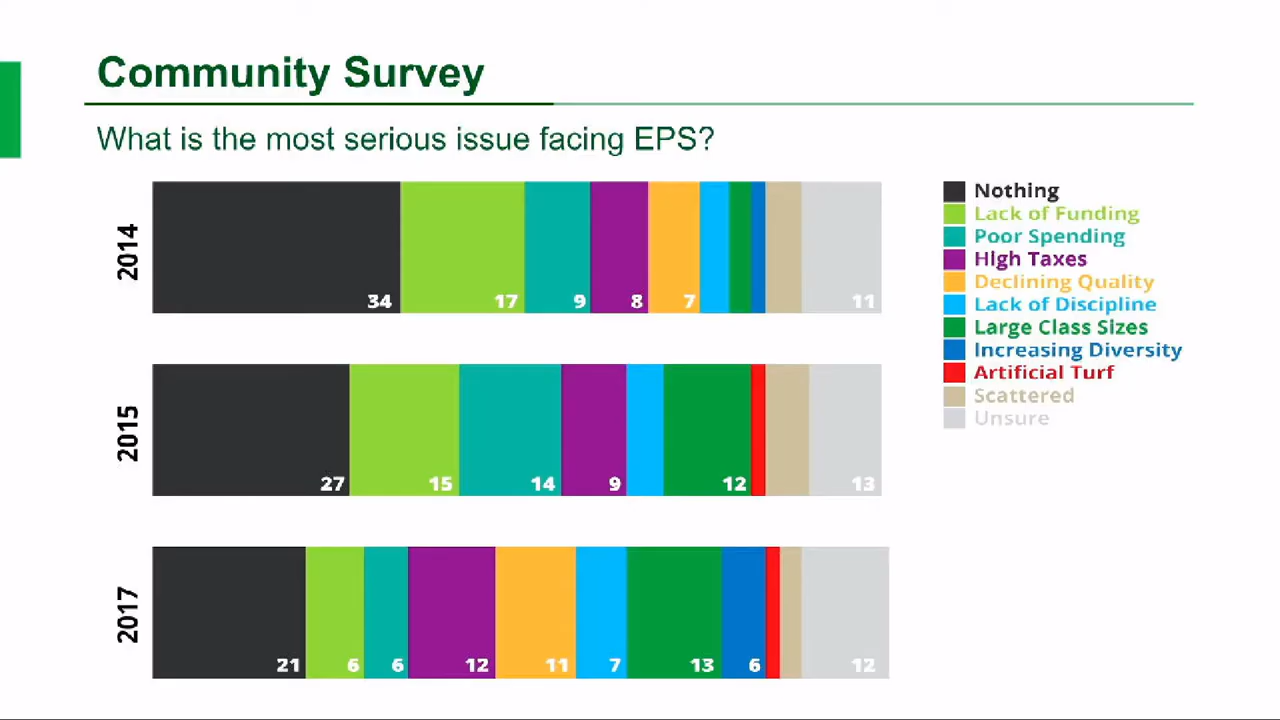 Community Survey
What is the most serious issue facing EPS?
2014
34 17 9 8 7 11
2015
27 15 14 9 12 13
2017
21 6 6 12 11 7 13 6 12
Nothing
Lack of Funding
Poor Spending
High Taxes
Declining Quality
Lack of Discipline
Large Class Sizes
Increasing Diversity
Artificial Turf
Scattered
Unsure